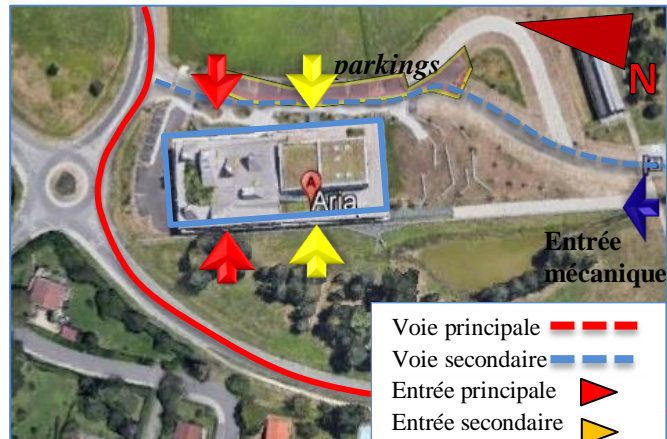 parkings
N
A
Aria
Entrée
mécanique
Voie principale
Voie secondaire
Entrée principale
Entrée secondaire